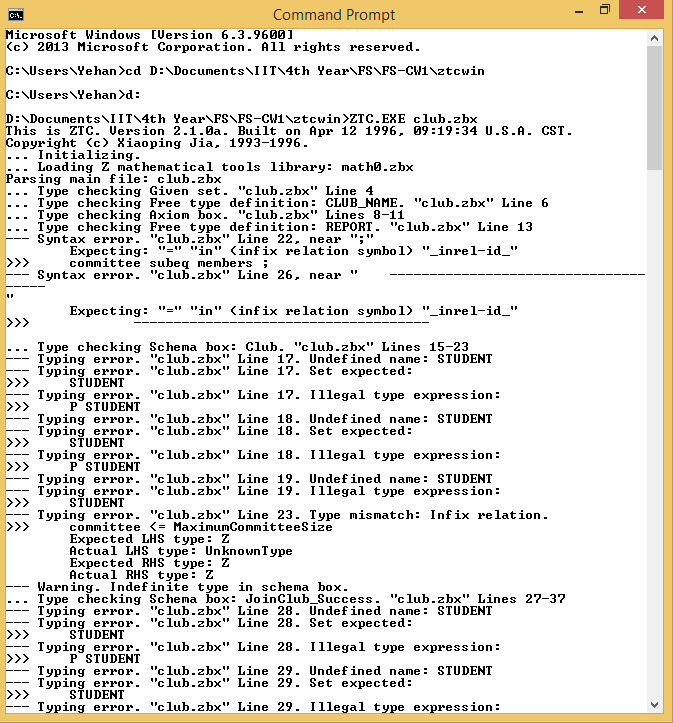 Command Prompt
Microsoft Windows [Version 6.3.9600]
(c) 2013 Microsoft Corporation. All rights reserved.
C:\Users\Yehan>cd D:\Documents\IIT\4th Year\FS\FS-CW1\ztcwin
C:\Users\Yehan>d:
D:\Documents\IIT\4th Year\FS\FS-CW1\ztcwin>ZTC.EXE club.zbx
This is ZTC. Version 2.1.0a. Built on Apr 12 1996, 09:19:34 U.S.A. CST.
Copyright (c) Xiaoping Jia, 1993-1996.
... Initializing.
... Loading Z mathematical tools library: math0.zbx
Parsing main file: club.zbx
... Type checking Given set. "club.zbx" Line 4
... Type checking Free type definition: CLUB_NAME. "club.zbx" Line 6
... Type checking Axiom box. "club.zbx" Lines 8-11
... Type checking Free type definition: REPORT. "club.zbx" Line 13
--- Syntax error. "club.zbx" Line 22, near ";"
Expecting: "=" "in" (infix relation symbol) "_inrel-id_"
>>> committee subeq members ;
--- Syntax error. "club.zbx" Line 26, near " --------------------------------
-----
"
Expecting: "=" "in" (infix relation symbol) "_inrel-id_"
>>> -------------------------------------
... Type checking Schema box: Club. "club.zbx" Lines 15-23
--- Typing error. "club.zbx" Line 17. Undefined name: STUDENT
--- Typing error. "club.zbx" Line 17. Set expected:
>>> STUDENT
--- Typing error. "club.zbx" Line 17. Illegal type expression:
>>> P STUDENT
--- Typing error. "club.zbx" Line 18. Undefined name: STUDENT
--- Typing error. "club.zbx" Line 18. Set expected:
>>> STUDENT
--- Typing error. "club.zbx" Line 18. Illegal type expression:
>>> P STUDENT
--- Typing error. "club.zbx" Line 19. Undefined name: STUDENT
--- Typing error. "club.zbx" Line 19. Illegal type expression:
>>> STUDENT
--- Typing error. "club.zbx" Line 23. Type mismatch: Infix relation.
>>> committee <= MaximumCommitteeSize
Expected LHS type: Z
Actual LHS type: UnknownType
Expected RHS type: Z
Actual RHS type: Z
--- Warning. Indefinite type in schema box.
... Type checking Schema box: JoinClub_Success. "club.zbx" Lines 27-37
--- Typing error. "club.zbx" Line 28. Undefined name: STUDENT
--- Typing error. "club.zbx" Line 28. Set expected:
>>> STUDENT
--- Typing error. "club.zbx" Line 28. Illegal type expression:
>>> P STUDENT
--- Typing error. "club.zbx" Line 29. Undefined name: STUDENT
--- Typing error. "club.zbx" Line 29. Set expected:
>>> STUDENT
--- Typing error. "club.zbx" Line 29. Illegal type expression: